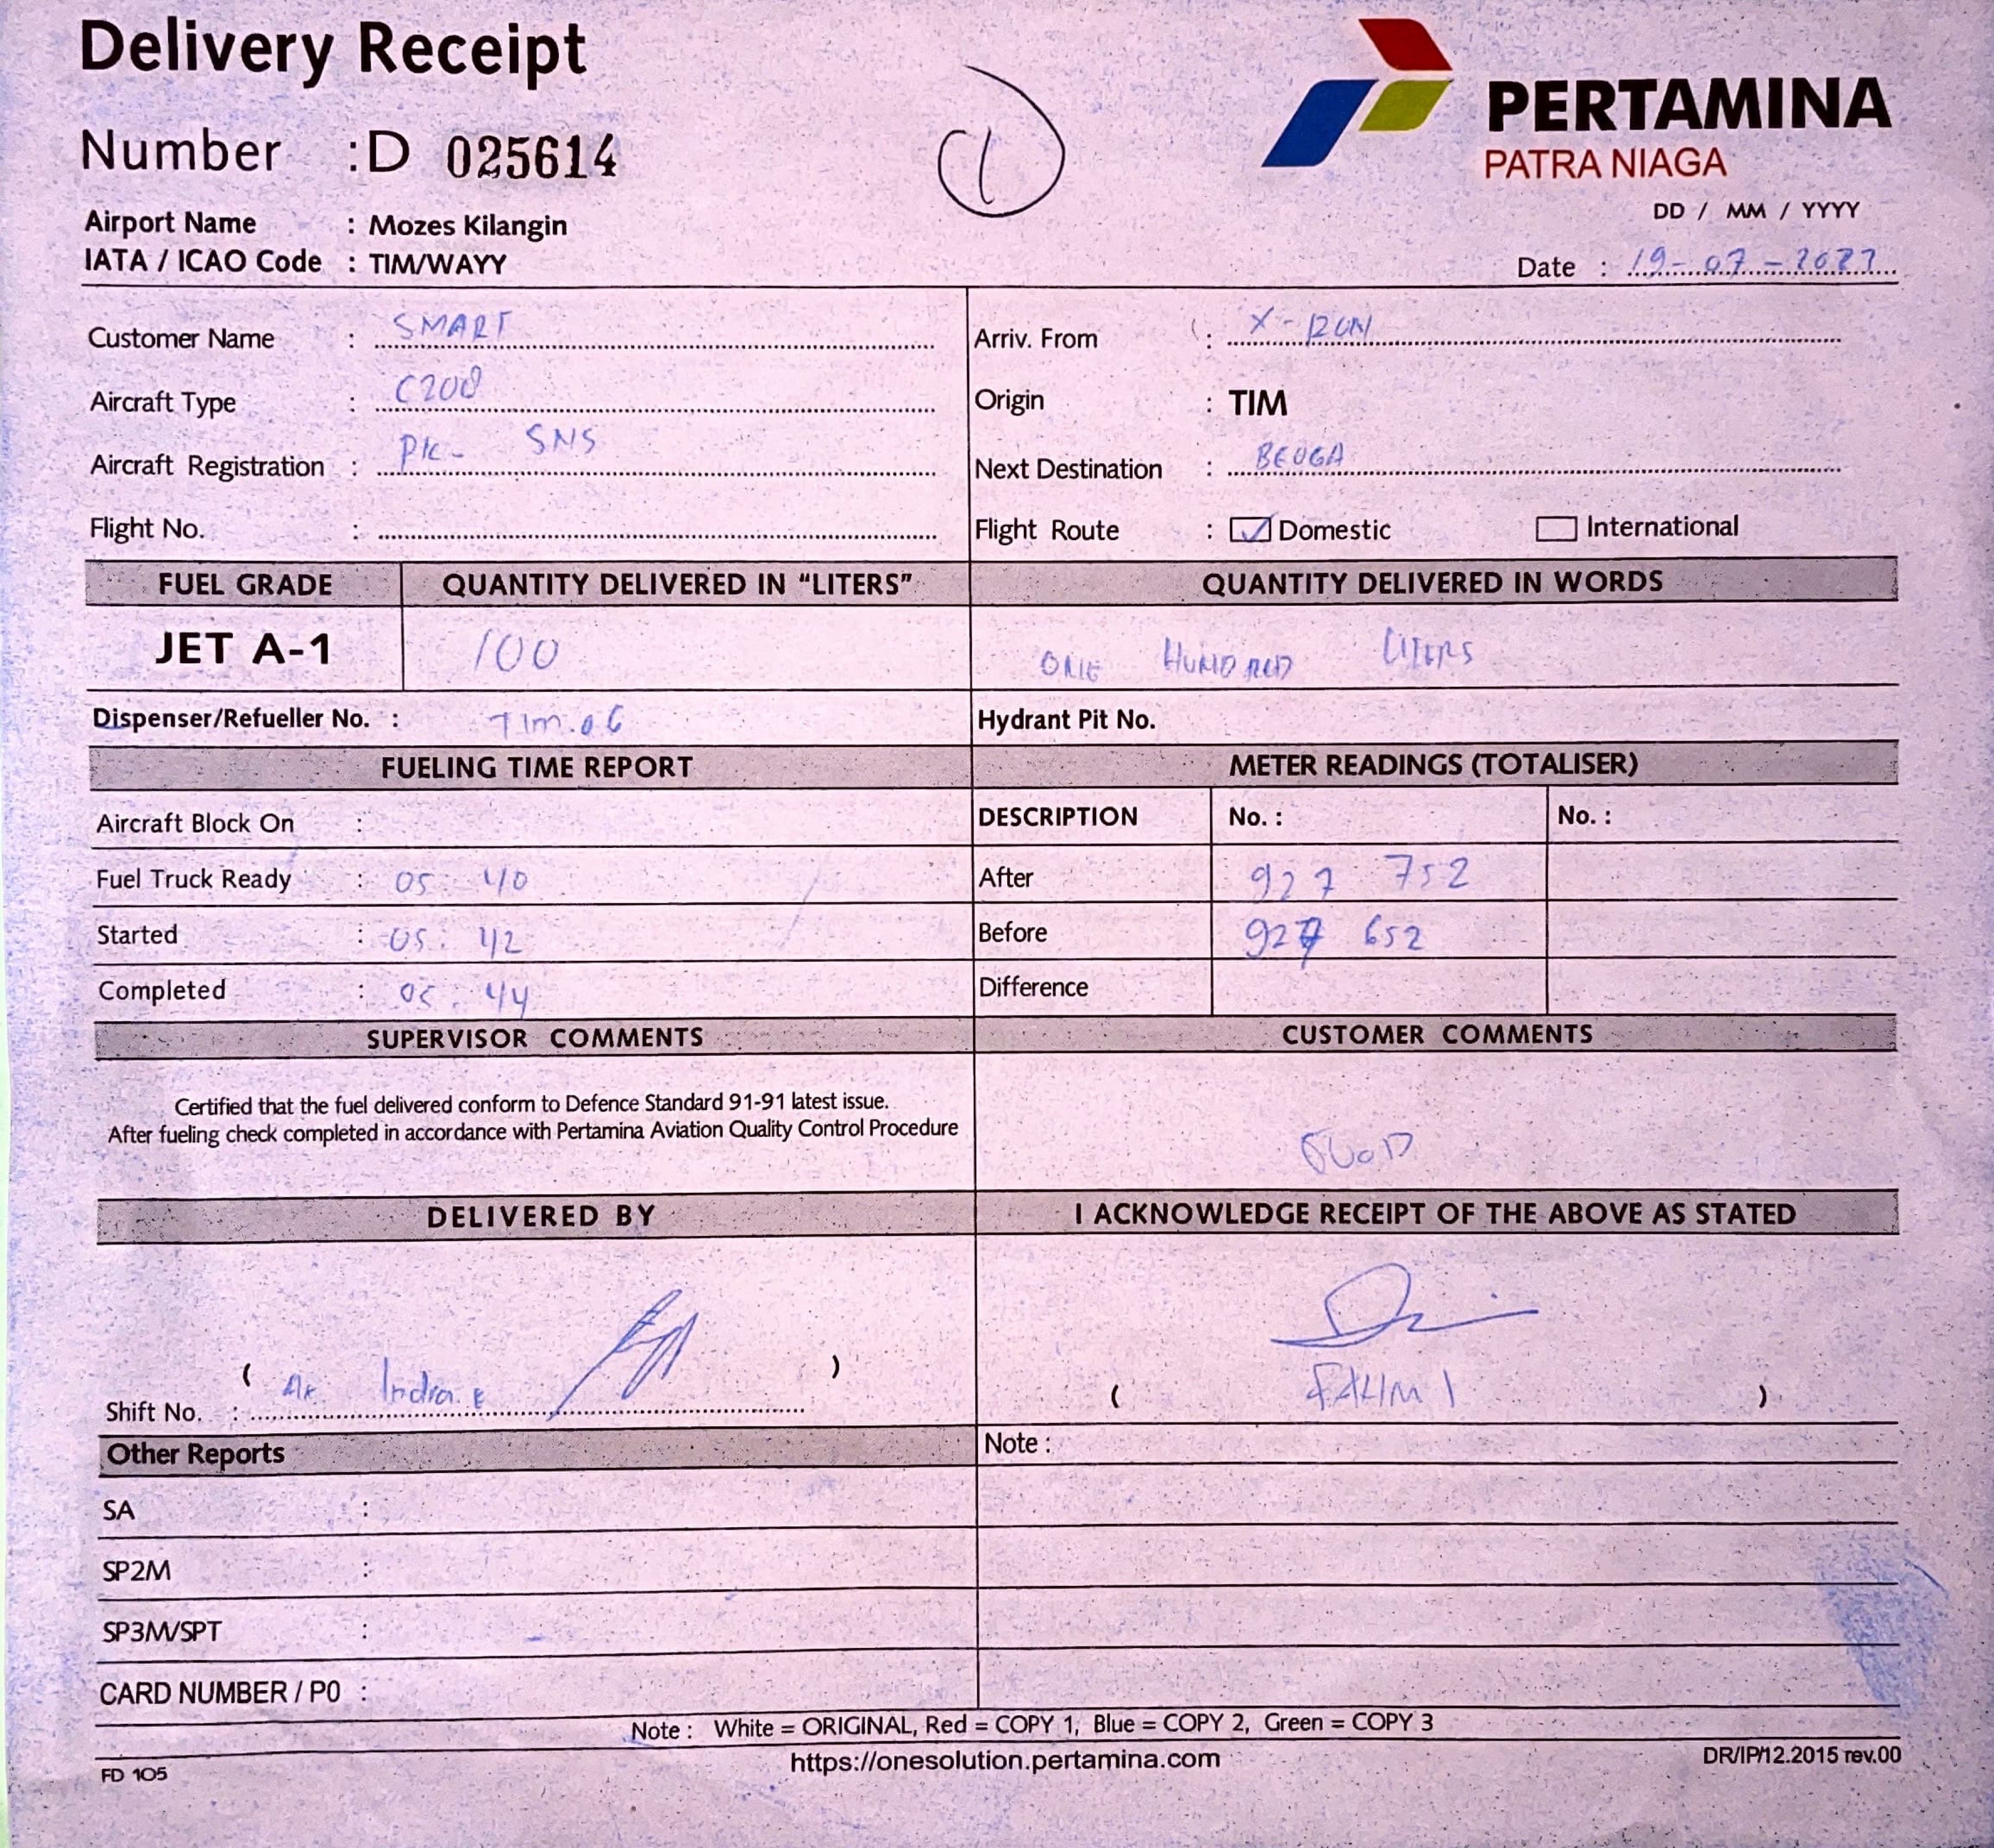 Delivery Receipt
Number : D 025614
1
PERTAMINA
PATRA NIAGA
Airport Name : Mozes Kilangin
IATA / ICAO Code : TIM/WAYY
DD / MM / YYYY
Date : 19-07-2023
Customer Name : SMART
Arriv. From : X-RON
Aircraft Type : C208
Origin : TIM
Aircraft Registration : PK- SNS
Next Destination : BEOGA
Flight No. :
Flight Route : Domestic International
FUEL GRADE QUANTITY DELIVERED IN “LITERS” QUANTITY DELIVERED IN WORDS
JET A-1 100 ONE HUNDRED LITERS
Dispenser/Refueller No. : TIM.06 Hydrant Pit No.
FUELING TIME REPORT METER READINGS (TOTALISER)
Aircraft Block On : DESCRIPTION No. : No. :
Fuel Truck Ready : 05. 40 After 927 752
Started : 05. 42 Before 927 652
Completed : 05. 44 Difference
SUPERVISOR COMMENTS CUSTOMER COMMENTS
Certified that the fuel delivered conform to Defence Standard 91-91 latest issue.
After fueling check completed in accordance with Pertamina Aviation Quality Control Procedure
GOOD
DELIVERED BY I ACKNOWLEDGE RECEIPT OF THE ABOVE AS STATED
( Indra E )
( FAHMI )
Shift No. :
Other Reports Note :
SA :
SP2M :
SP3M/SPT :
CARD NUMBER / P0 :
Note : White = ORIGINAL, Red = COPY 1, Blue = COPY 2, Green = COPY 3
https://onesolution.pertamina.com
FD 105
DR/IP/12.2015 rev.00